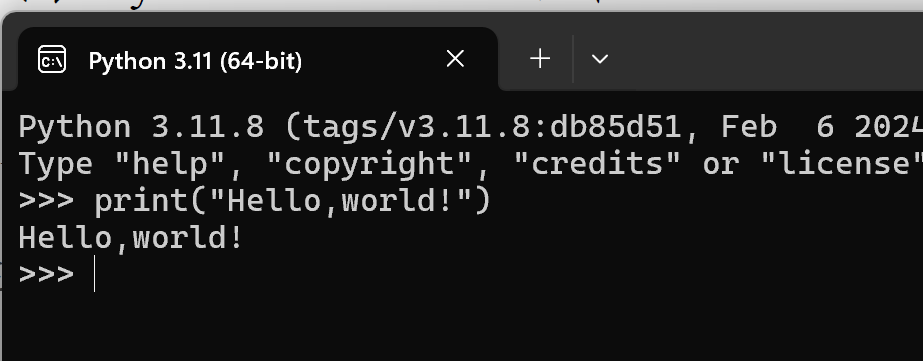 Python 3.11 (64-bit)
Python 3.11.8 (tags/v3.11.8:db85d51, Feb  6 2024
Type "help", "copyright", "credits" or "license"
>>> print("Hello,world!")
Hello,world!
>>>